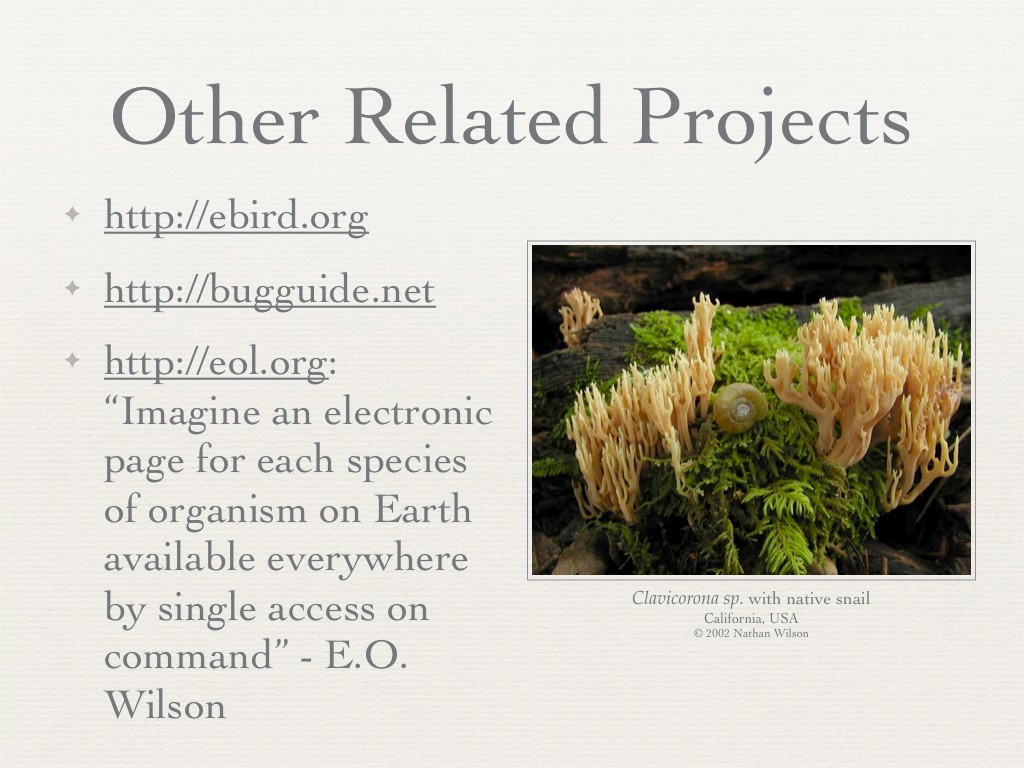 Other Related Projects
✦ http://ebird.org
✦ http://bugguide.net
✦ http://eol.org:
“Imagine an electronic
page for each species
of organism on Earth
available everywhere
by single access on
command” - E.O.
Wilson
Clavicorona sp. with native snail
California, USA
© 2002 Nathan Wilson